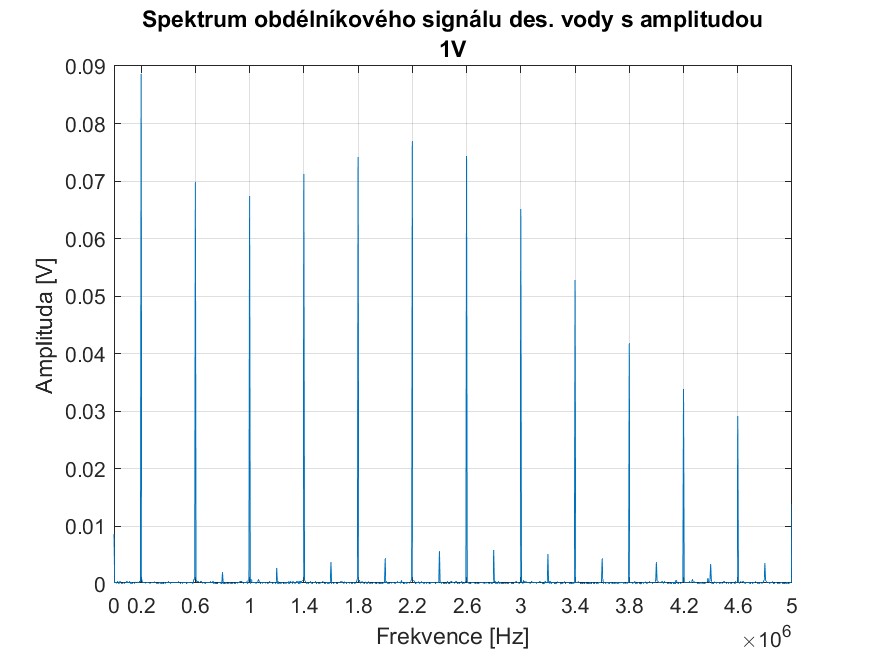 Spektrum obdélníkového signálu des. vody s amplitudou
1V
0.09
0.08
0.07
0.06
0.05
0.04
0.03
0.02
0.01
0
Amplituda [V]
0 0.2 0.6 1 1.4 1.8 2.2 2.6 3 3.4 3.8 4.2 4.6 5
Frekvence [Hz]
×10⁶